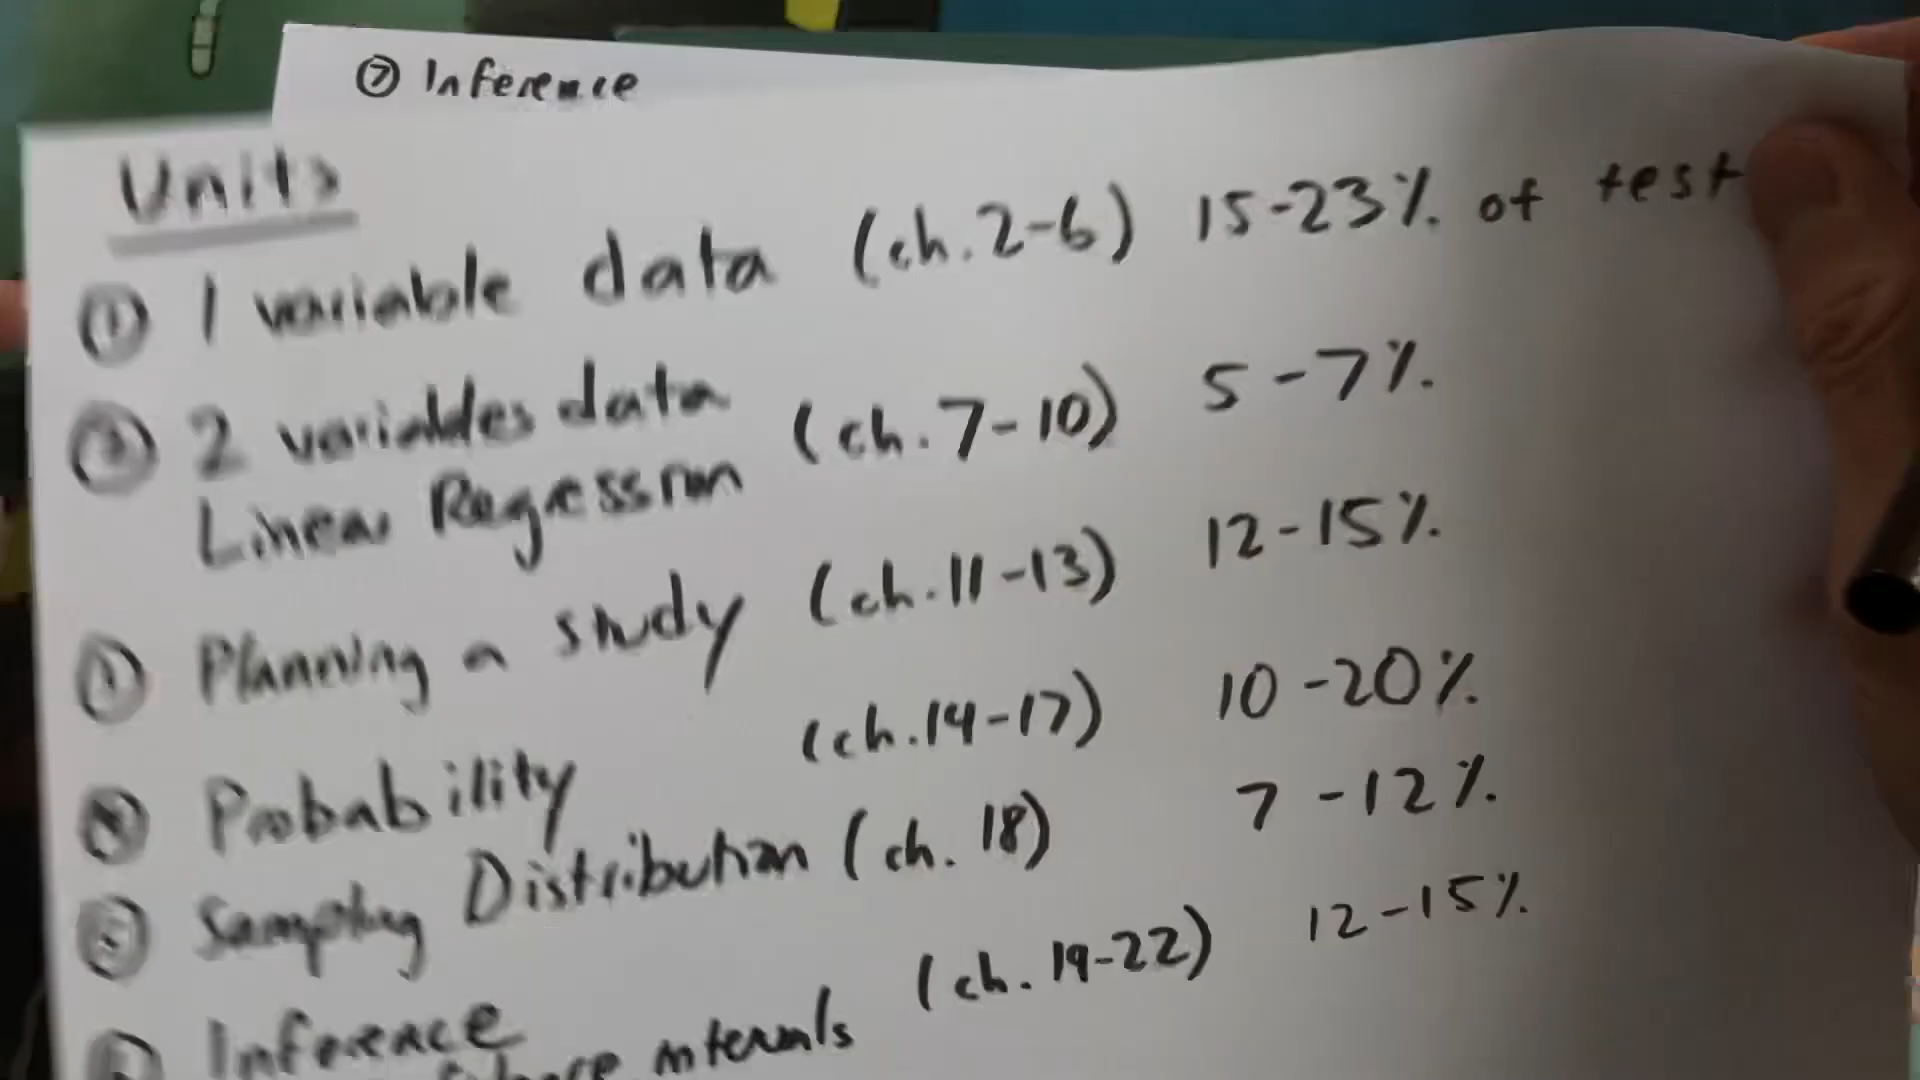 ⑦ Inference
Units
① 1 variable data (ch. 2-6) 15-23% of test
② 2 variables data (ch. 7-10) 5-7%
Linear Regression
③ Planning a study (ch. 11-13) 12-15%
④ Probability (ch. 14-17) 10-20%
⑤ Sampling Distribution (ch. 18) 7-12%
⑥ Inference (ch. 19-22) 12-15%
intervals